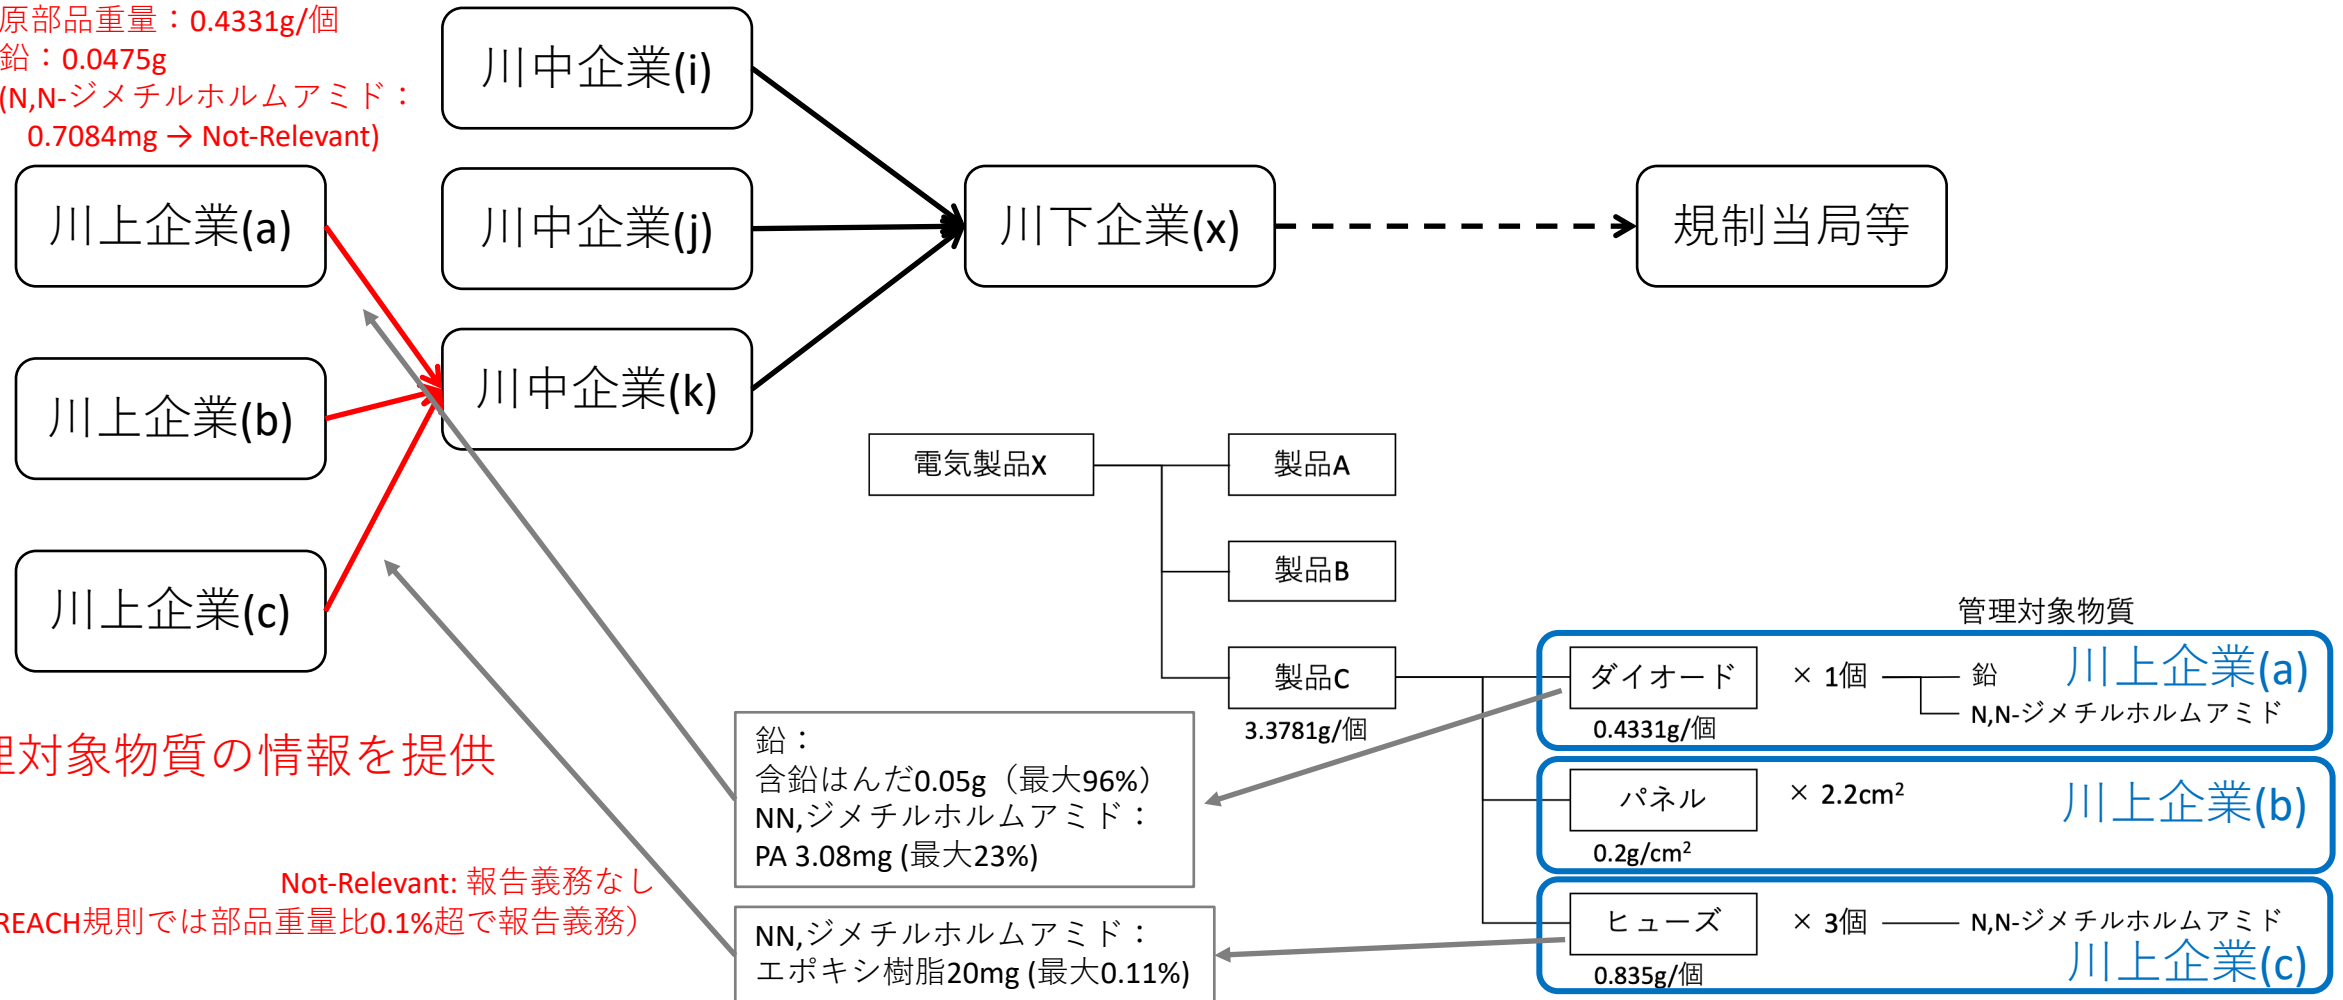 原部品重量：0.4331g/個
鉛：0.0475g
(N,N-ジメチルホルムアミド：
0.7084mg → Not-Relevant)
川上企業(a)
川上企業(b)
川上企業(c)
川中企業(i)
川中企業(j)
川中企業(k)
川下企業(x)
規制当局等
電気製品X
製品A
製品B
製品C
3.3781g/個
管理対象物質
ダイオード
× 1個
鉛
N,N-ジメチルホルムアミド
川上企業(a)
0.4331g/個
パネル
× 2.2cm²
川上企業(b)
0.2g/cm²
ヒューズ
× 3個
N,N-ジメチルホルムアミド
川上企業(c)
0.835g/個
鉛：
含鉛はんだ0.05g（最大96%）
NN,ジメチルホルムアミド：
PA 3.08mg (最大23%)
NN,ジメチルホルムアミド：
エポキシ樹脂20mg (最大0.11%)
理対象物質の情報を提供
Not-Relevant: 報告義務なし
REACH規則では部品重量比0.1%超で報告義務）